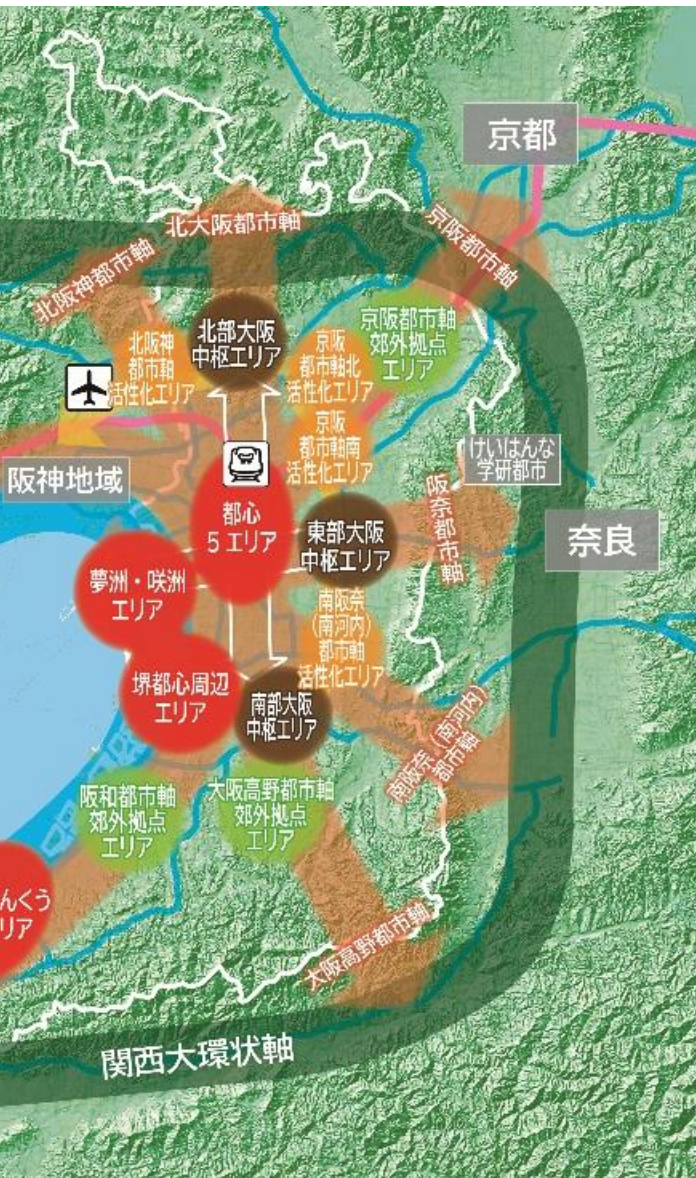 京都
北大阪都市軸
京阪都市軸
北阪神都市軸
北部大阪
中枢エリア
京阪都市軸
郊外拠点
エリア
北阪神
都市軸
活性化エリア
京阪
都市軸北
活性化エリア
京阪
都市軸南
活性化エリア
けいはんな
学研都市
阪神地域
阪奈都市軸
都心
5エリア
東部大阪
中枢エリア
奈良
夢洲・咲洲
エリア
南阪奈
(南河内)
都市軸
活性化エリア
堺都心周辺
エリア
南部大阪
中枢エリア
南阪奈(南河内)
都市軸
阪和都市軸
郊外拠点
エリア
大阪高野都市軸
郊外拠点
エリア
んくう
リア
大阪高野都市軸
関西大環状軸